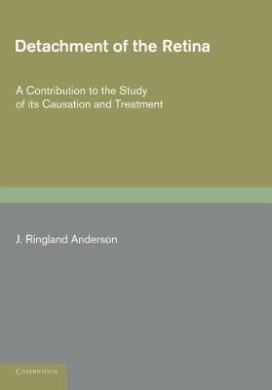 Detachment of the Retina
A Contribution to the Study
of its Causation and Treatment
J. Ringland Anderson
CAMBRIDGE